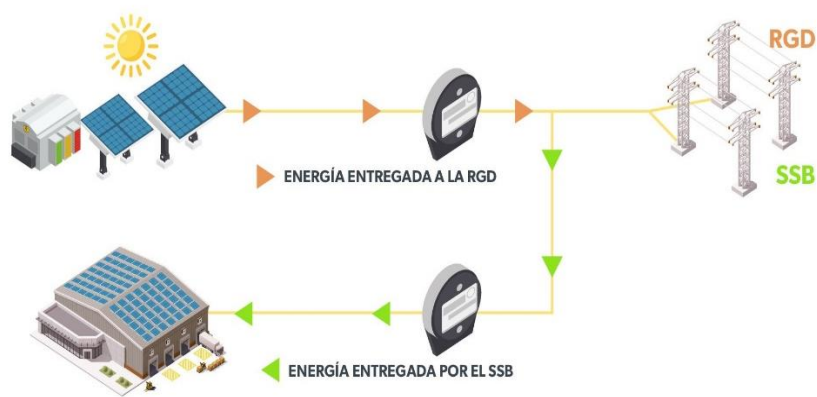 RGD
ENERGÍA ENTREGADA A LA RGD
SSB
ENERGÍA ENTREGADA POR EL SSB